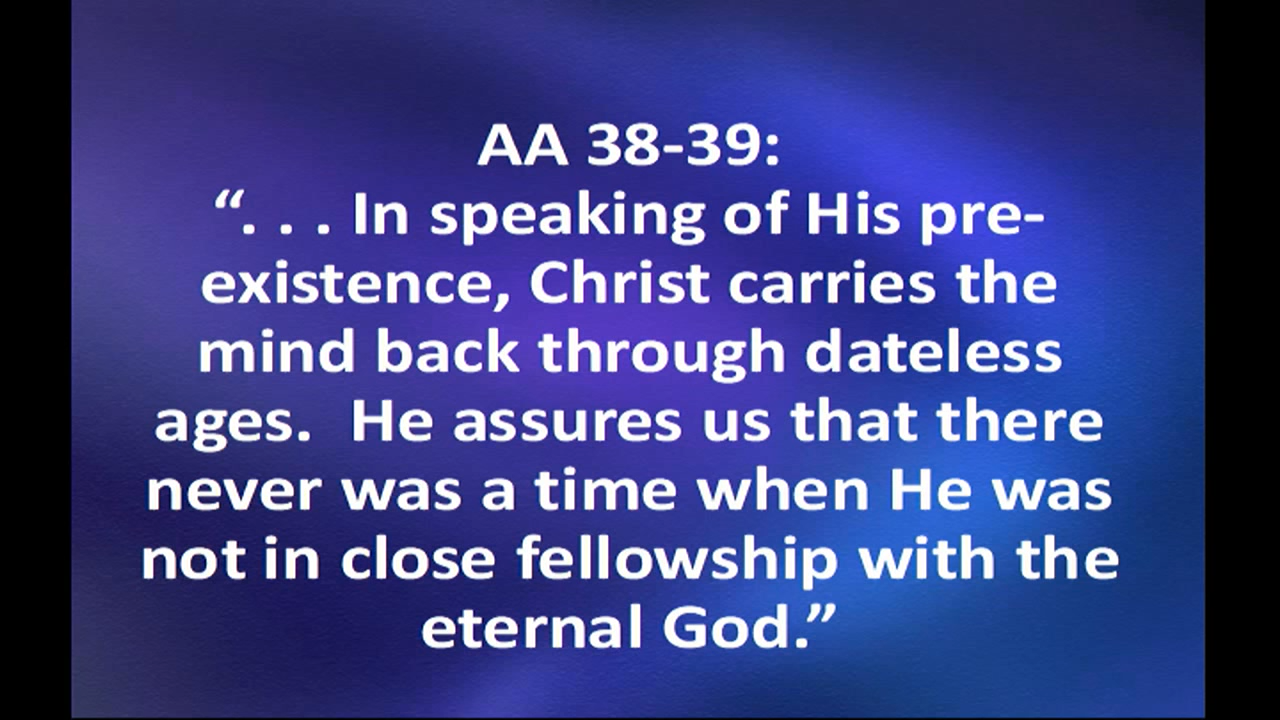 AA 38-39:
“. . . In speaking of His pre-
existence, Christ carries the
mind back through dateless
ages.  He assures us that there
never was a time when He was
not in close fellowship with the
eternal God.”